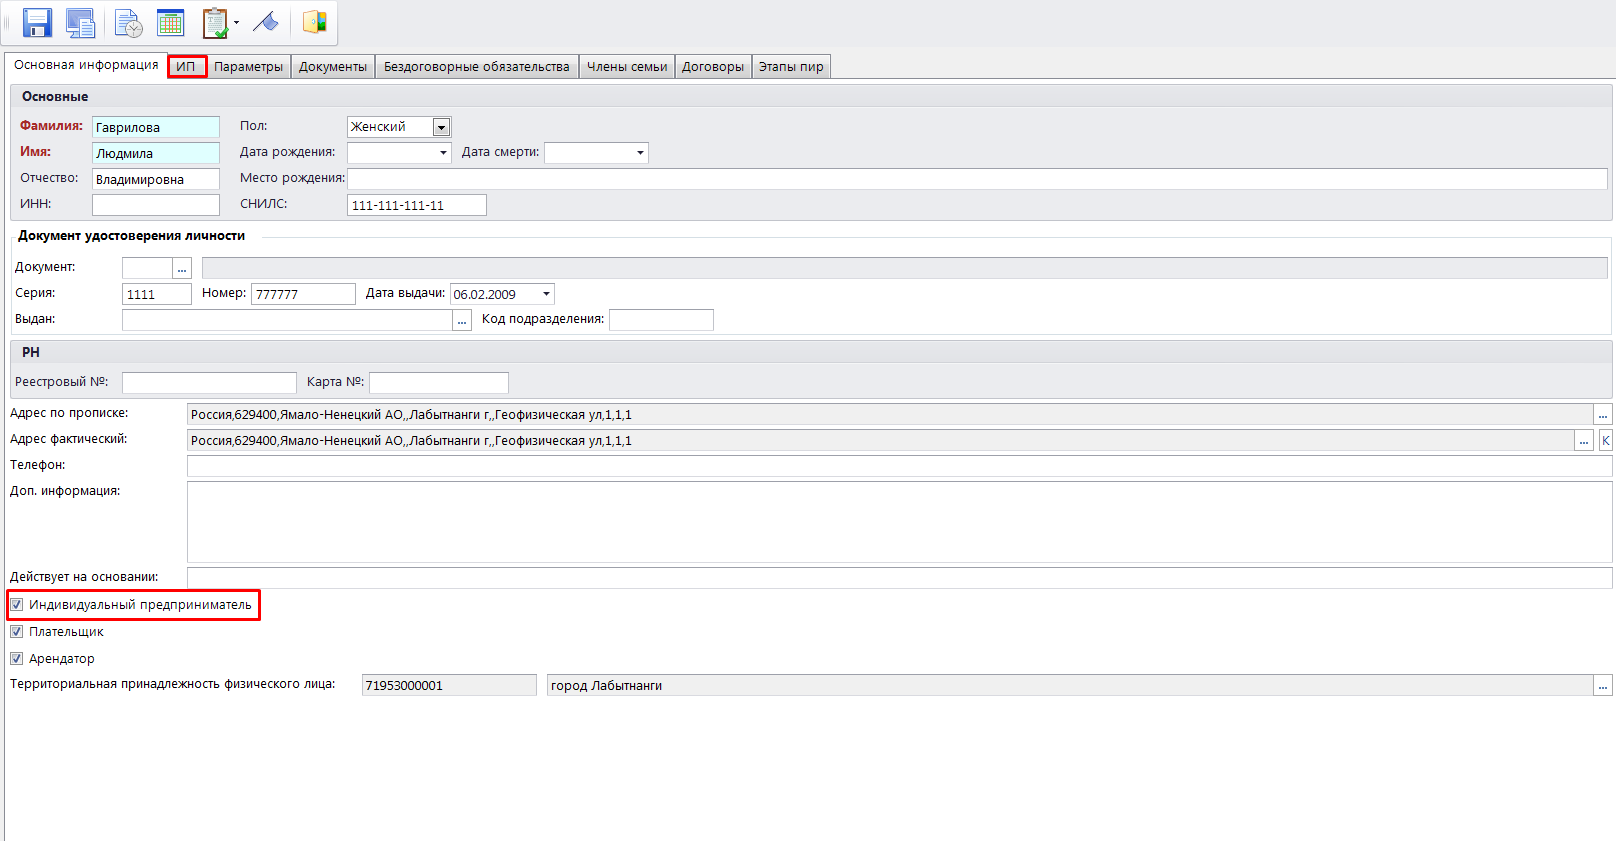 Основная информация ИП Параметры Документы Бездоговорные обязательства Члены семьи Договоры Этапы пир
Основные
Фамилия: Гаврилова Пол: Женский
Имя: Людмила Дата рождения: Дата смерти:
Отчество: Владимировна Место рождения:
ИНН: СНИЛС: 111-111-111-11
Документ удостоверения личности
Документ: ...
Серия: 1111 Номер: 777777 Дата выдачи: 06.02.2009
Выдан: ... Код подразделения:
РН
Реестровый №: Карта №:
Адрес по прописке: Россия,629400,Ямало-Ненецкий АО,,Лабытнанги г,,Геофизическая ул,1,1,1 ...
Адрес фактический: Россия,629400,Ямало-Ненецкий АО,,Лабытнанги г,,Геофизическая ул,1,1,1 ... К
Телефон:
Доп. информация:
Действует на основании:
Индивидуальный предприниматель
Плательщик
Арендатор
Территориальная принадлежность физического лица: 71953000001 город Лабытнанги ...